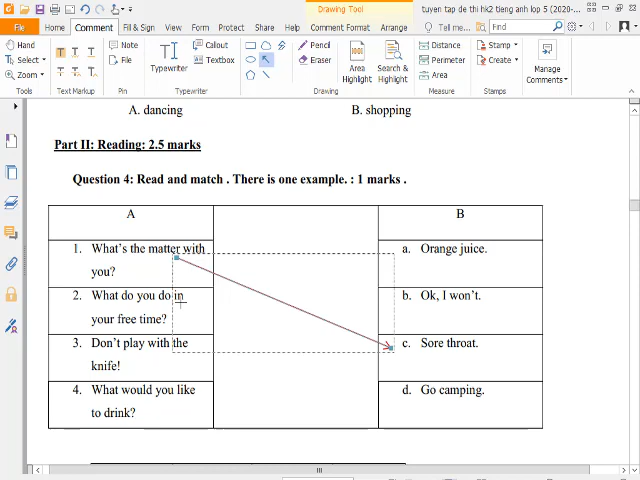 Drawing Tool
tuyen tap de thi hk2 tieng anh lop 5 (2020-
File Home Comment Fill & Sign Review Protect Share Help Comment Format Arrange Tell me... Find
Hand Select Zoom Tools
T T T T T T Text Markup
Note File Pin
Typewriter Callout Textbox Typewriter
Pencil Eraser Area Highlight Search & Highlight Drawing
Distance Perimeter Area Measure
Stamp Create Stamps
Manage Comments
A. dancing B. shopping
Part II: Reading: 2.5 marks
Question 4: Read and match . There is one example. : 1 marks .
A B
1. What's the matter with you? a. Orange juice.
2. What do you do in your free time? b. Ok, I won't.
3. Don't play with the knife! c. Sore throat.
4. What would you like to drink? d. Go camping.